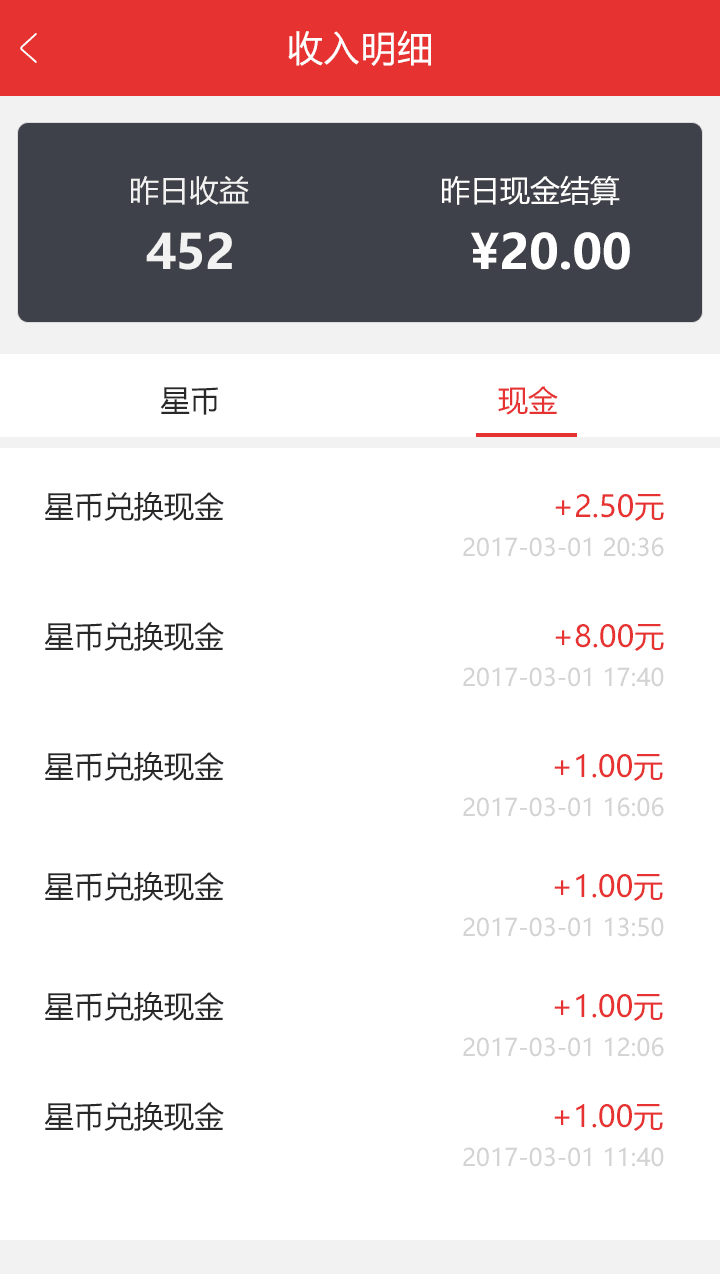 收入明细
昨日收益 昨日现金结算
452 ¥20.00
星币 现金
星币兑换现金 +2.50元
2017-03-01 20:36
星币兑换现金 +8.00元
2017-03-01 17:40
星币兑换现金 +1.00元
2017-03-01 16:06
星币兑换现金 +1.00元
2017-03-01 13:50
星币兑换现金 +1.00元
2017-03-01 12:06
星币兑换现金 +1.00元
2017-03-01 11:40